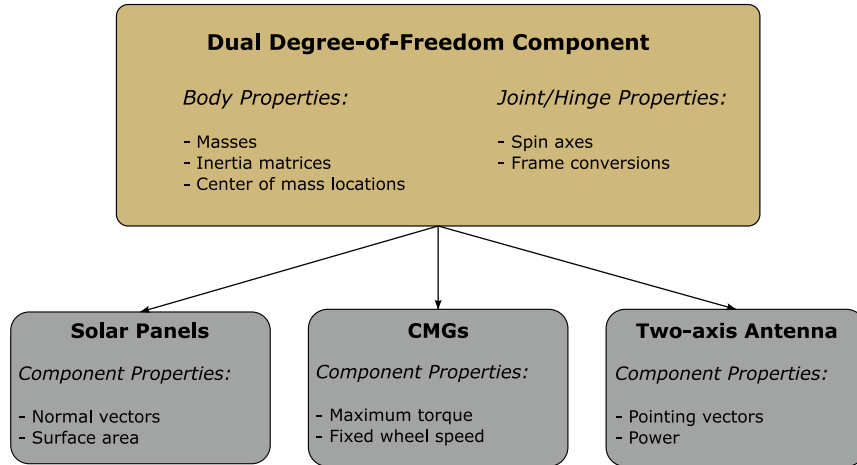 Dual Degree-of-Freedom Component
Body Properties:
- Masses
- Inertia matrices
- Center of mass locations
Joint/Hinge Properties:
- Spin axes
- Frame conversions
Solar Panels
Component Properties:
- Normal vectors
- Surface area
CMGs
Component Properties:
- Maximum torque
- Fixed wheel speed
Two-axis Antenna
Component Properties:
- Pointing vectors
- Power